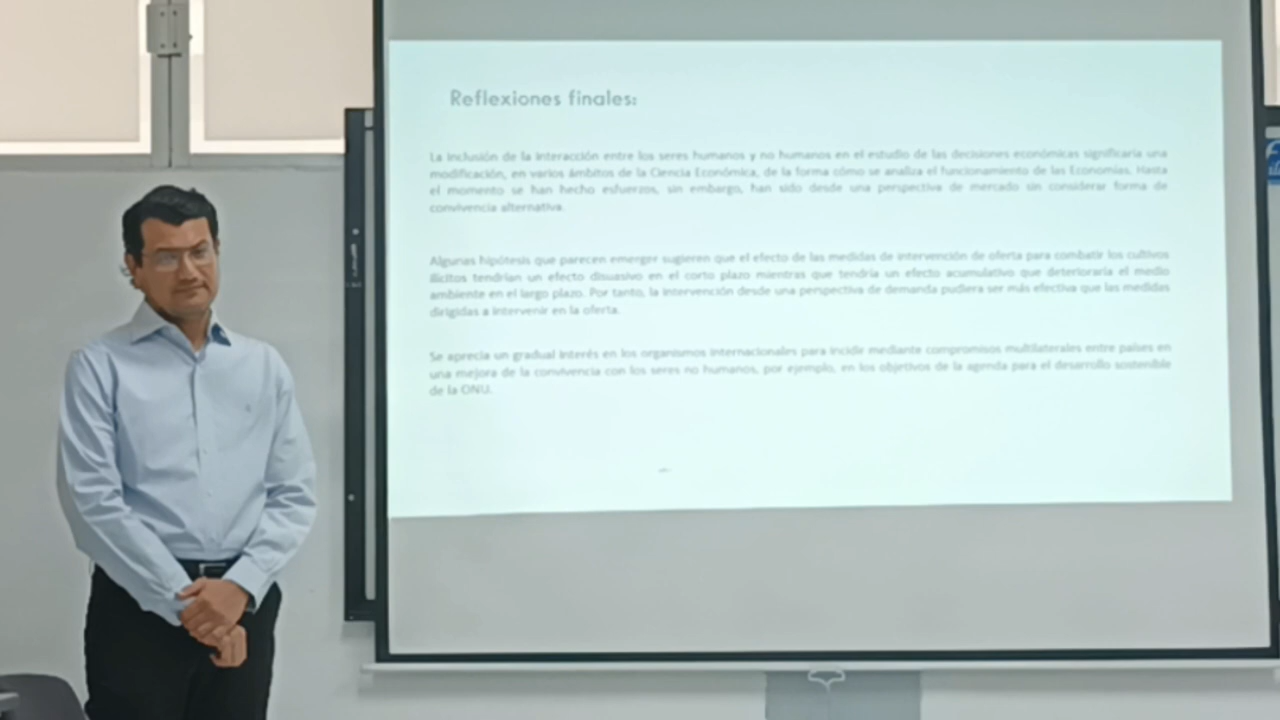 Reflexiones finales:
La inclusión de la interacción entre los seres humanos y no humanos en el estudio de las decisiones económicas significaría una
modificación, en varios ámbitos de la Ciencia Económica, de la forma cómo se analiza el funcionamiento de las Economías. Hasta
el momento se han hecho esfuerzos, sin embargo, han sido desde una perspectiva de mercado sin considerar forma de
convivencia alternativa.
Algunas hipótesis que parecen emerger sugieren que el efecto de las medidas de intervención de oferta para combatir los cultivos
ilícitos tendrían un efecto disuasivo en el corto plazo mientras que tendría un efecto acumulativo que deterioraría el medio
ambiente en el largo plazo. Por tanto, la intervención desde una perspectiva de demanda pudiera ser más efectiva que las medidas
dirigidas a intervenir en la oferta.
Se aprecia un gradual interés en los organismos internacionales para incidir mediante compromisos multilaterales entre países en
una mejora de la convivencia con los seres no humanos, por ejemplo, en los objetivos de la agenda para el desarrollo sostenible
de la ONU.